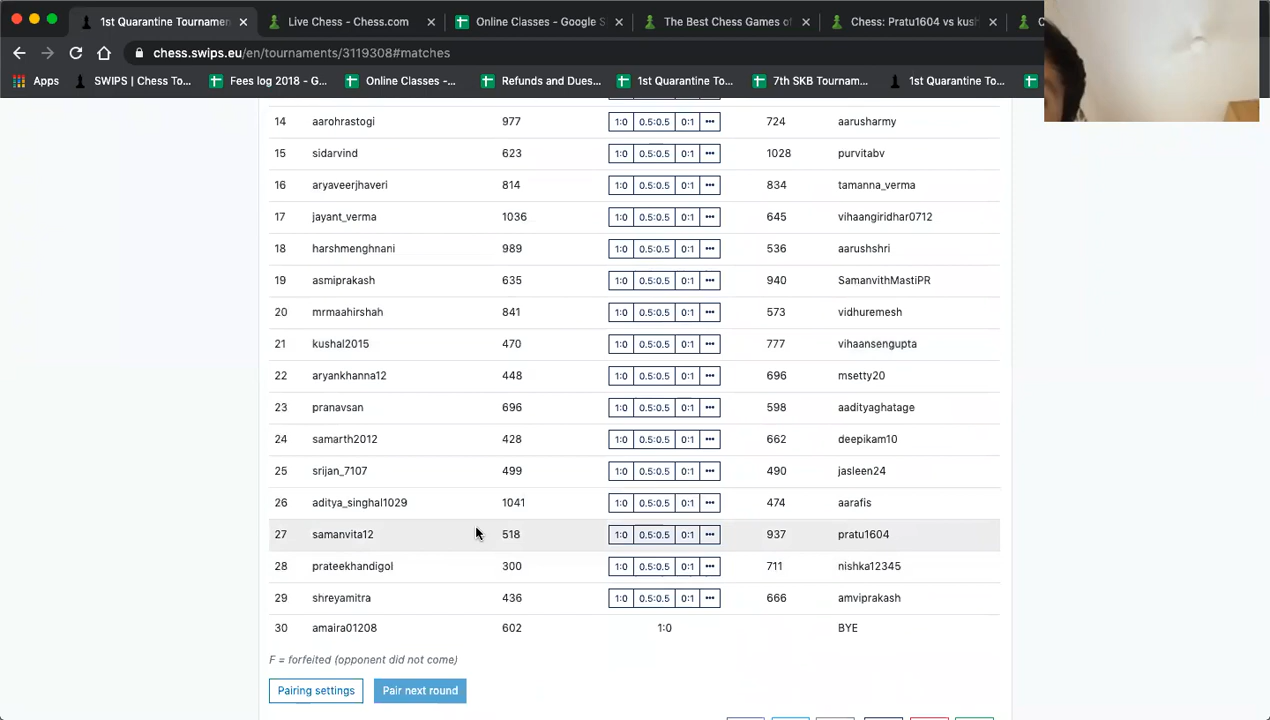 1st Quarantine Tournamen × Live Chess - Chess.com × Online Classes - Google S × The Best Chess Games of × Chess: Pratu1604 vs kush ×
chess.swips.eu/en/tournaments/3119308#matches
Apps SWIPS | Chess To... Fees log 2018 - G... Online Classes -... Refunds and Dues... 1st Quarantine To... 7th SKB Tournam... 1st Quarantine To...
14 aarohrastogi 977 1:0 0.5:0.5 0:1 ••• 724 aarusharmy
15 sidarvind 623 1:0 0.5:0.5 0:1 ••• 1028 purvitabv
16 aryaveerjhaveri 814 1:0 0.5:0.5 0:1 ••• 834 tamanna_verma
17 jayant_verma 1036 1:0 0.5:0.5 0:1 ••• 645 vihaangiridhar0712
18 harshmenghnani 989 1:0 0.5:0.5 0:1 ••• 536 aarushshri
19 asmiprakash 635 1:0 0.5:0.5 0:1 ••• 940 SamanvithMastiPR
20 mrmaahirshah 841 1:0 0.5:0.5 0:1 ••• 573 vidhuremesh
21 kushal2015 470 1:0 0.5:0.5 0:1 ••• 777 vihaansengupta
22 aryankhanna12 448 1:0 0.5:0.5 0:1 ••• 696 msetty20
23 pranavsan 696 1:0 0.5:0.5 0:1 ••• 598 aadityaghatage
24 samarth2012 428 1:0 0.5:0.5 0:1 ••• 662 deepikam10
25 srijan_7107 499 1:0 0.5:0.5 0:1 ••• 490 jasleen24
26 aditya_singhal1029 1041 1:0 0.5:0.5 0:1 ••• 474 aarafis
27 samanvita12 518 1:0 0.5:0.5 0:1 ••• 937 pratu1604
28 prateekhandigol 300 1:0 0.5:0.5 0:1 ••• 711 nishka12345
29 shreyamitra 436 1:0 0.5:0.5 0:1 ••• 666 amviprakash
30 amaira01208 602 1:0 BYE
F = forfeited (opponent did not come)
Pairing settings Pair next round